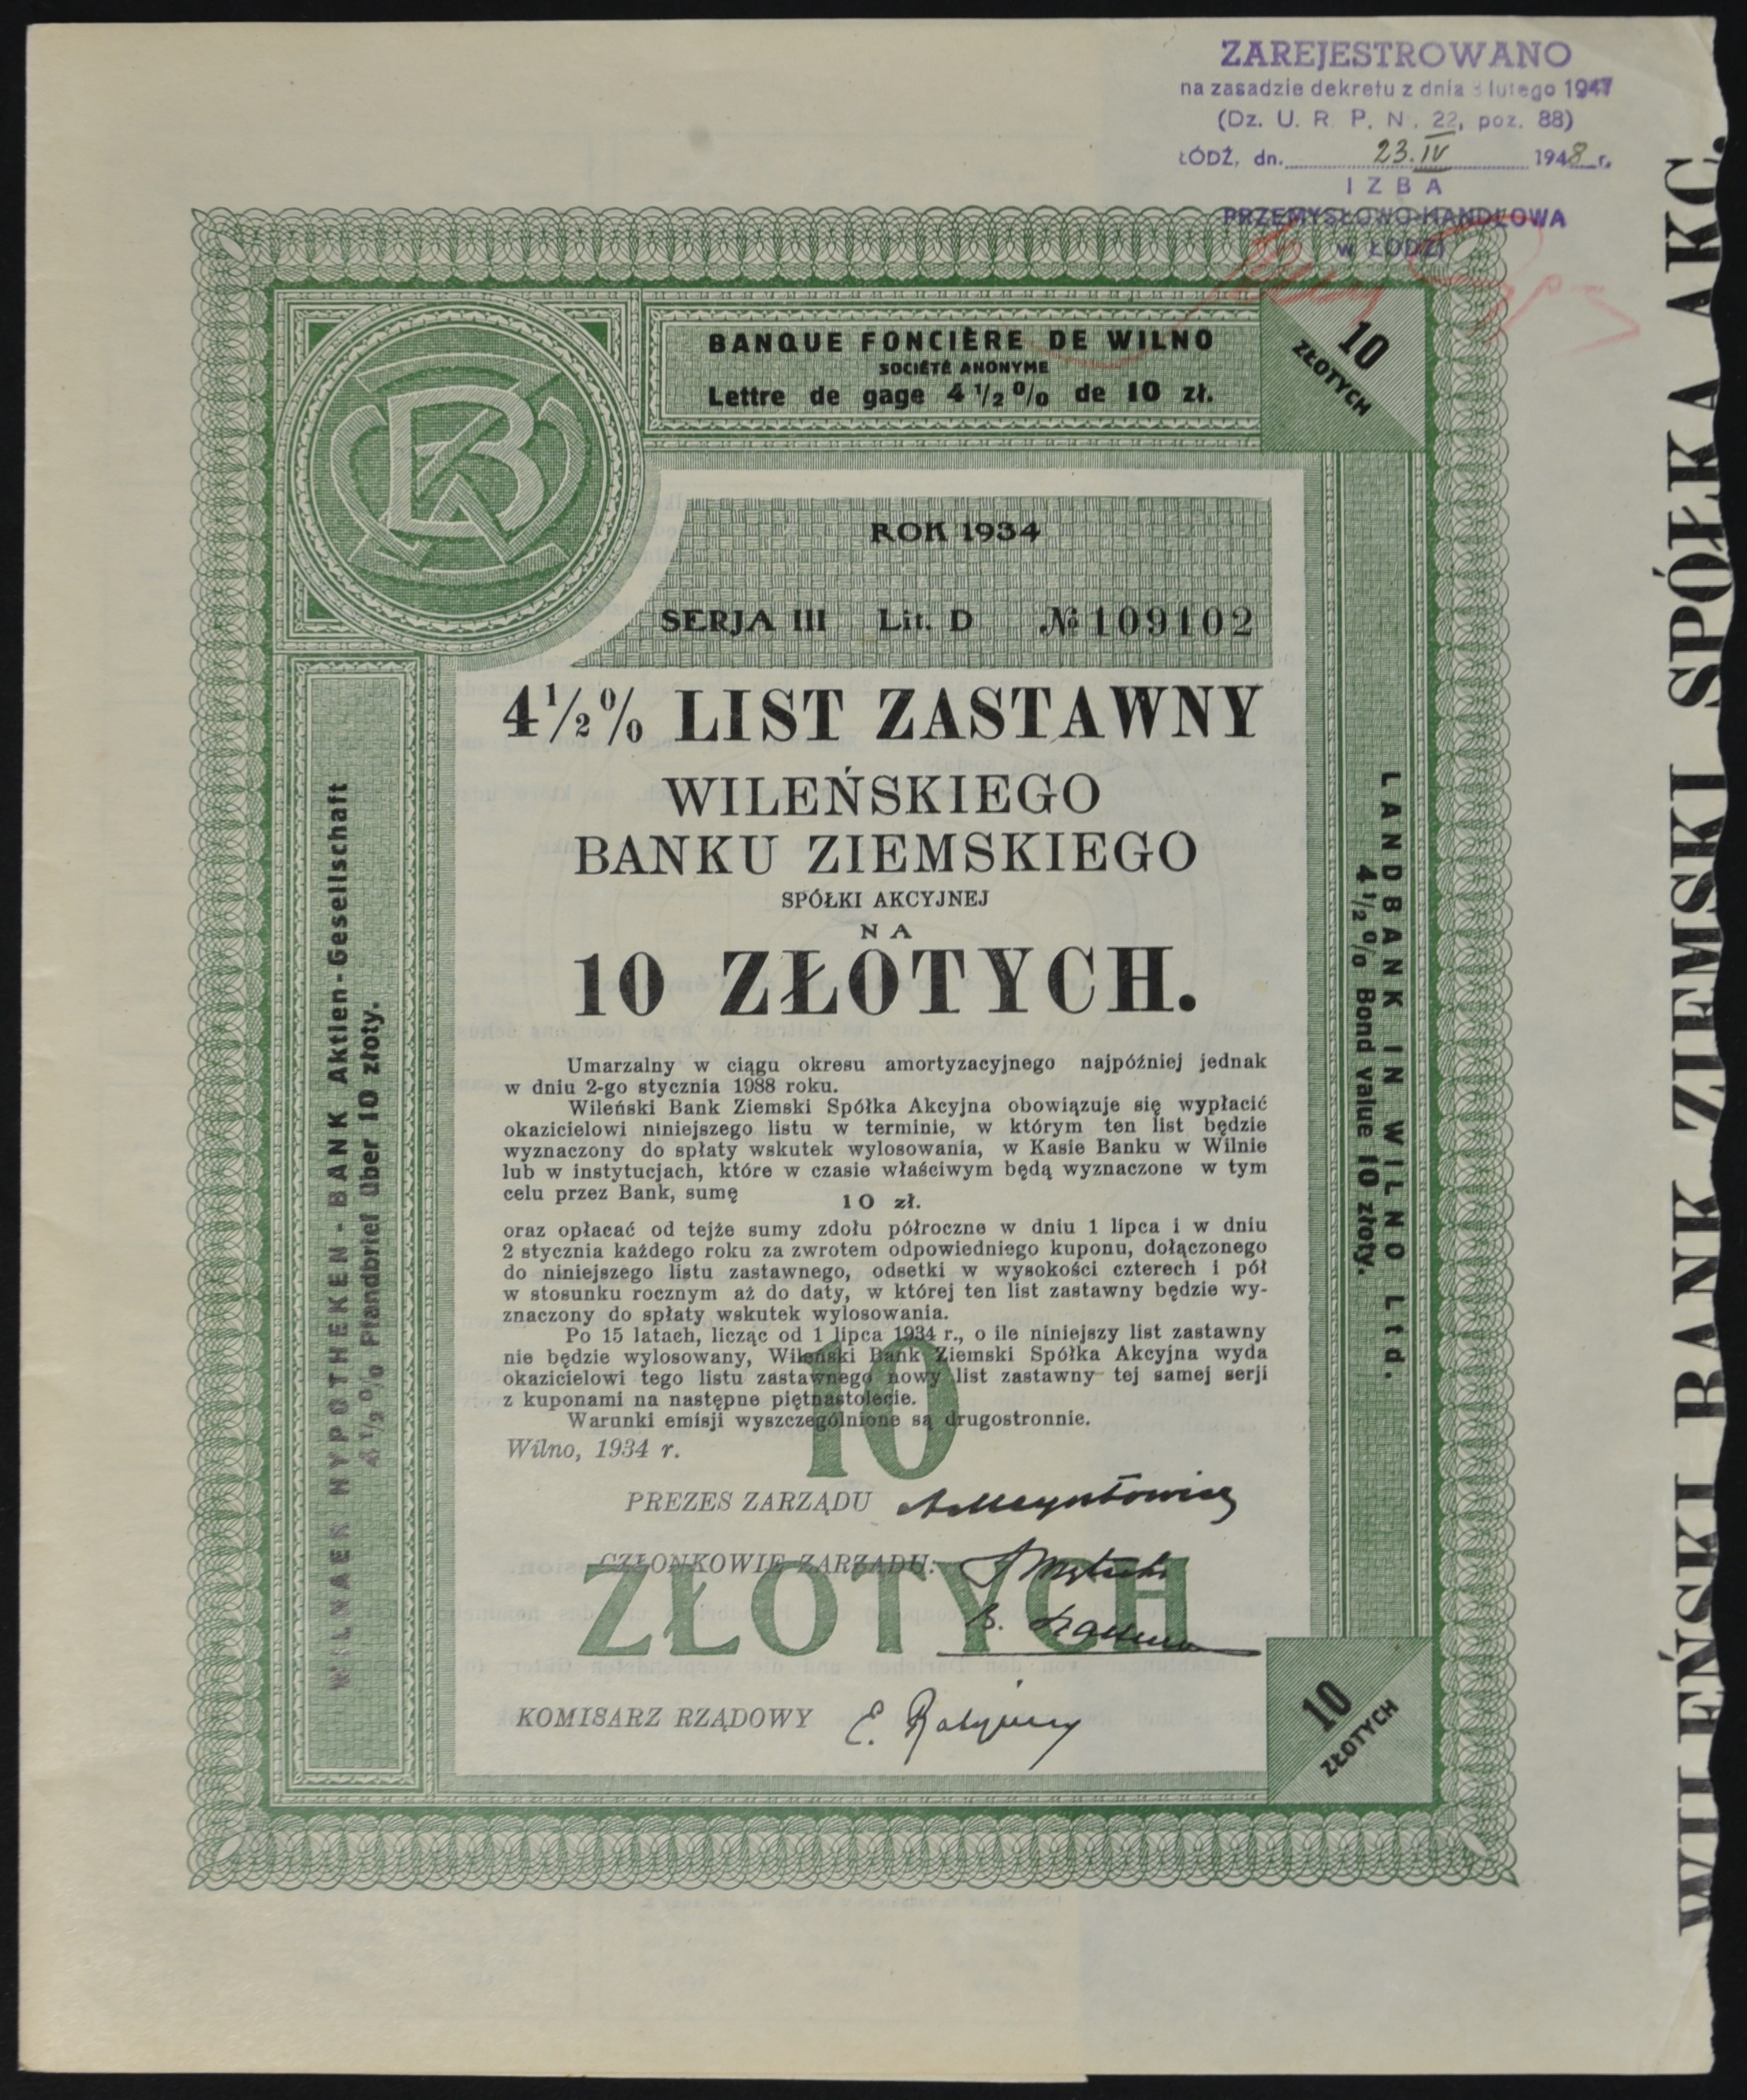 ZAREJESTROWANO
na zasadzie dekretu z dnia 3 lutego 1947
(Dz. U. R. P. N. 22, poz. 88)
ŁÓDŹ, dn. 23.IV 1948 r.
IZBA
PRZEMYSŁOWO-HANDLOWA
w ŁODZI
BANQUE FONCIÈRE DE WILNO
SOCIÉTÉ ANONYME
Lettre de gage 4½% de 10 zł.
10
ZŁOTYCH
ROK 1934
SERJA III Lit. D № 109102
4½% LIST ZASTAWNY
WILEŃSKIEGO
BANKU ZIEMSKIEGO
SPÓŁKI AKCYJNEJ
NA
10 ZŁOTYCH.
Umarzalny w ciągu okresu amortyzacyjnego najpóźniej jednak
w dniu 2-go stycznia 1988 roku.
Wileński Bank Ziemski Spółka Akcyjna obowiązuje się wypłacić
okazicielowi niniejszego listu w terminie, w którym ten list będzie
wyznaczony do spłaty wskutek wylosowania, w Kasie Banku w Wilnie
lub w instytucjach, które w czasie właściwym będą wyznaczone w tym
celu przez Bank, sumę
10 zł.
oraz opłacać od tejże sumy zdołu półroczne w dniu 1 lipca i w dniu
2 stycznia każdego roku za zwrotem odpowiedniego kuponu, dołączonego
do niniejszego listu zastawnego, odsetki w wysokości czterech i pół
w stosunku rocznym aż do daty, w której ten list zastawny będzie wy-
znaczony do spłaty wskutek wylosowania.
Po 15 latach, licząc od 1 lipca 1934 r., o ile niniejszy list zastawny
nie będzie wylosowany, Wileński Bank Ziemski Spółka Akcyjna wyda
okazicielowi tego listu zastawnego nowy list zastawny tej samej serji
z kuponami na następne piętnastolecie.
Warunki emisji wyszczególnione są drugostronnie.
Wilno, 1934 r.
10
ZŁOTYCH
PREZES ZARZĄDU
CZŁONKOWIE ZARZĄDU:
KOMISARZ RZĄDOWY
10
ZŁOTYCH
WILNAER HYPOTHEKEN-BANK Aktien-Gesellschaft
4½% Pfandbrief über 10 złoty.
LANDBANK IN WILNO Ltd.
4½% Bond value 10 złoty.
WILEŃSKI BANK ZIEMSKI SPÓŁKA AKC.